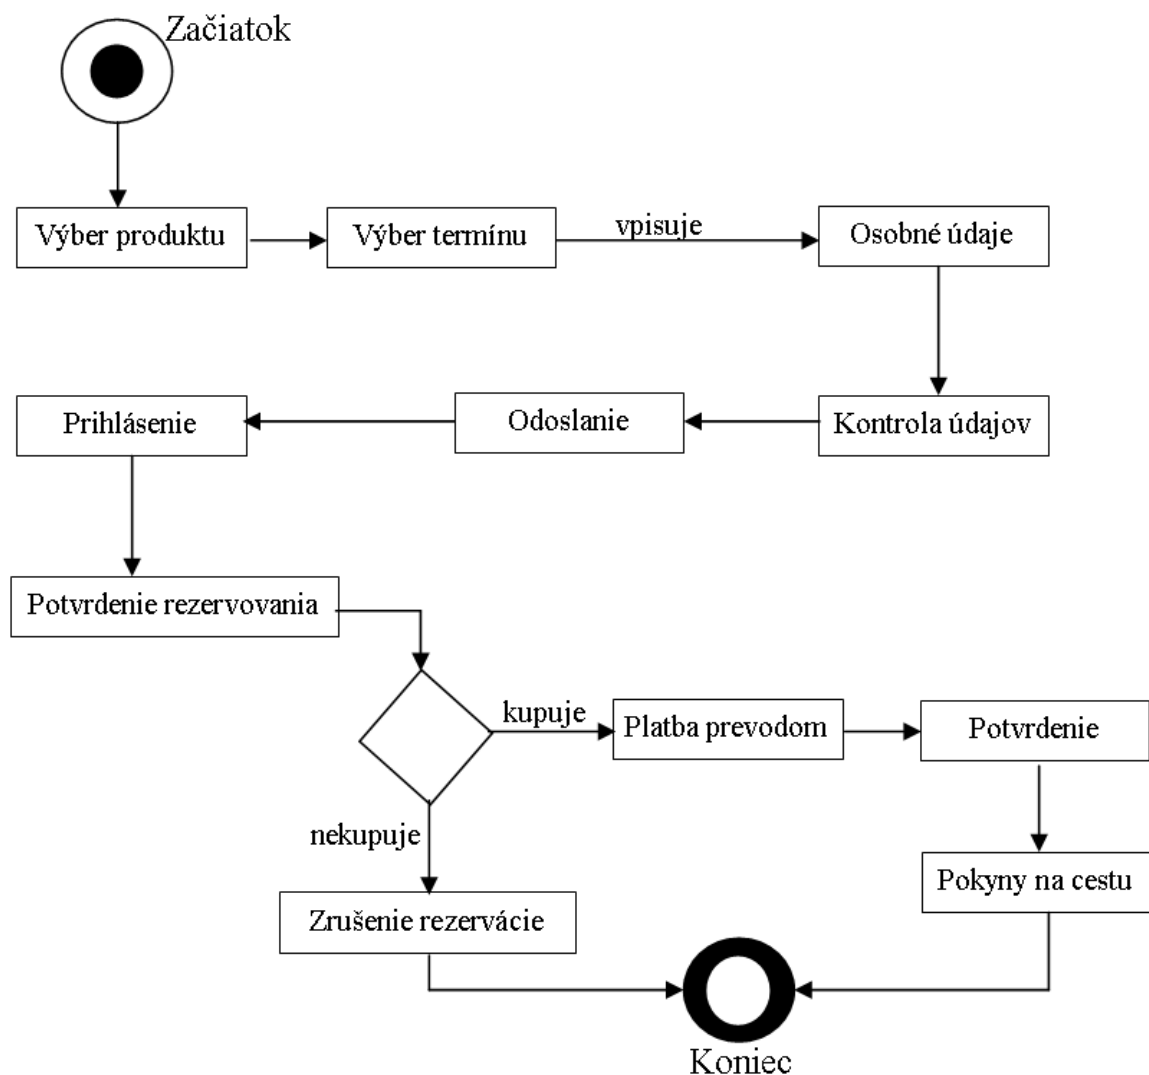 Začiatok
Výber produktu
Výber termínu
vpisuje
Osobné údaje
Prihlásenie
Odoslanie
Kontrola údajov
Potvrdenie rezervovania
kupuje
Platba prevodom
Potvrdenie
nekupuje
Pokyny na cestu
Zrušenie rezervácie
Koniec